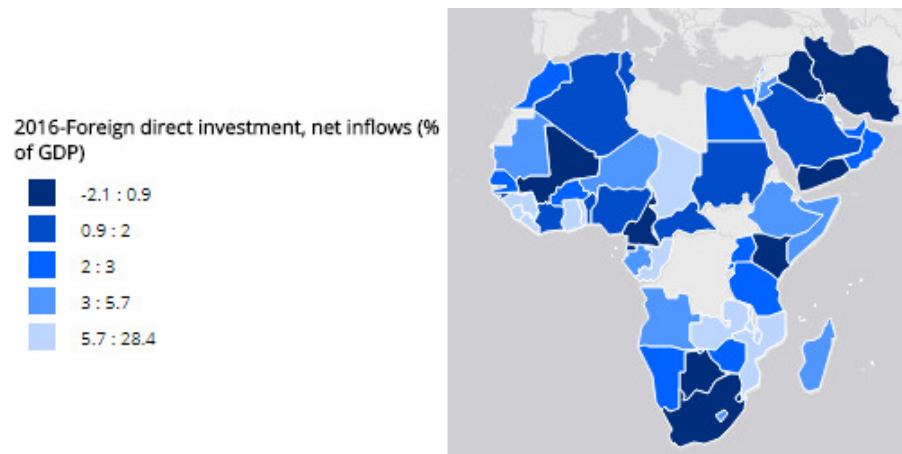 2016-Foreign direct investment, net inflows (%
of GDP)
-2.1 : 0.9
0.9 : 2
2 : 3
3 : 5.7
5.7 : 28.4